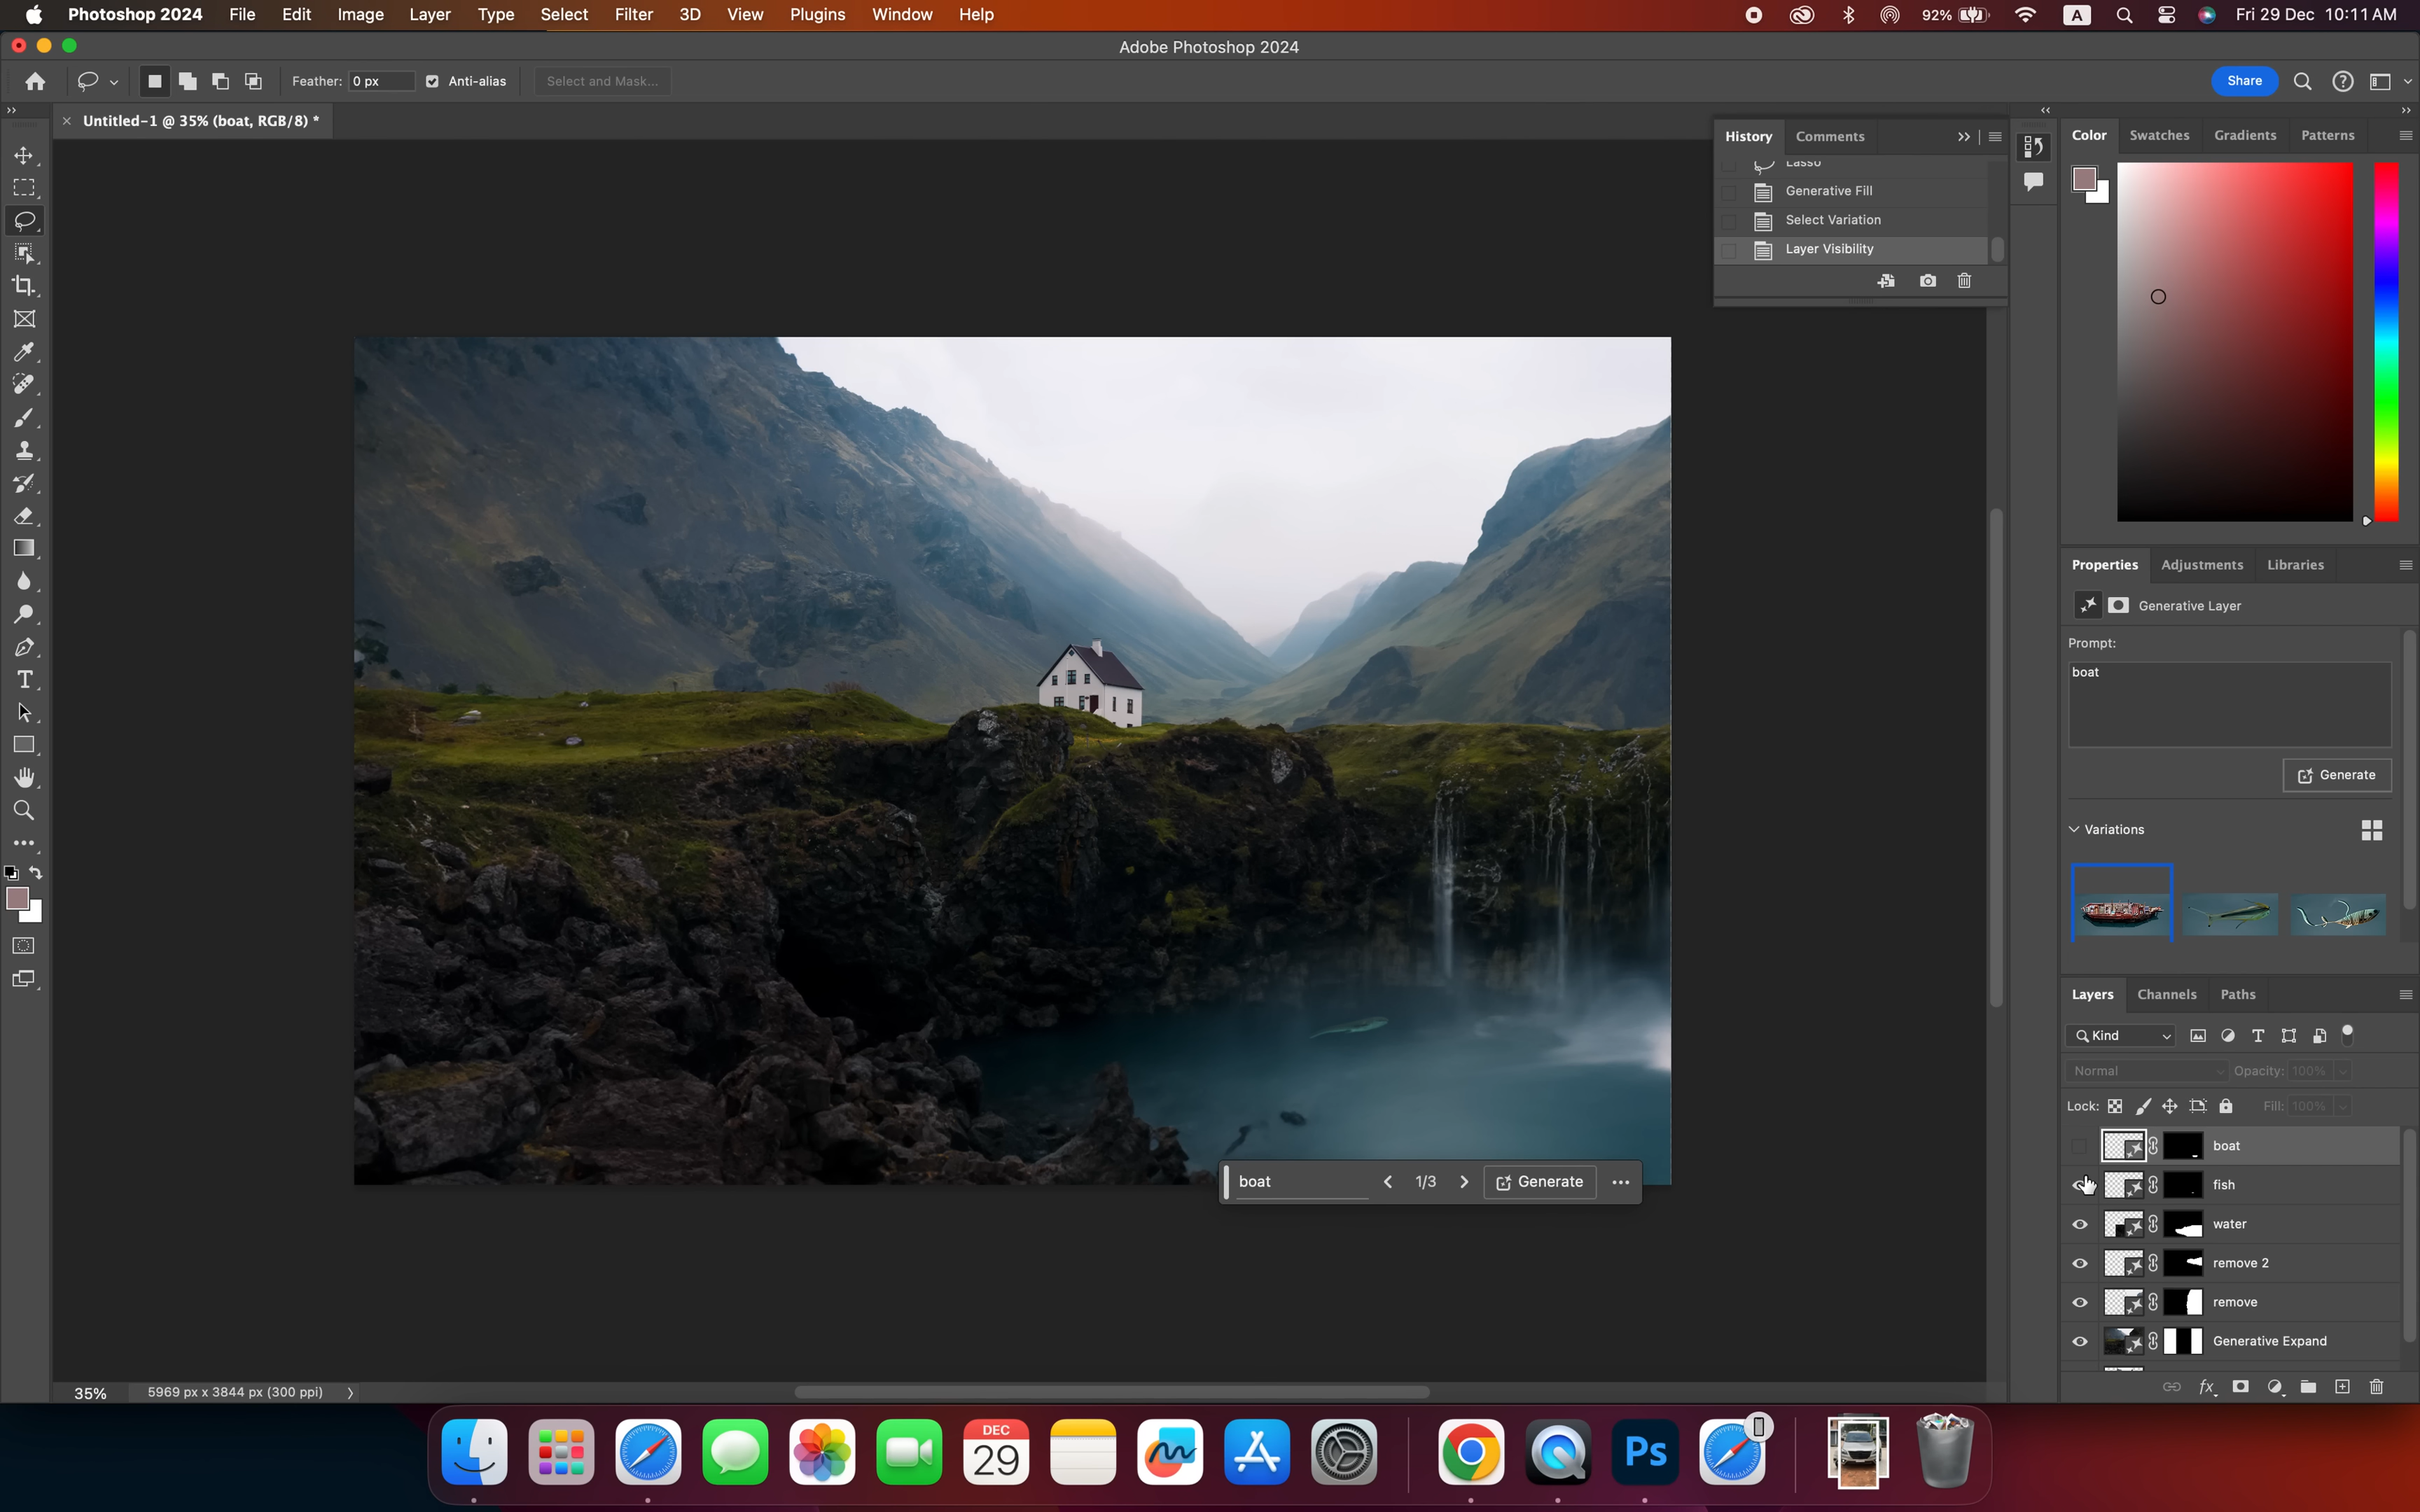 Photoshop 2024 File Edit Image Layer Type Select Filter 3D View Plugins Window Help 92% A Fri 29 Dec 10:11 AM
Adobe Photoshop 2024
Feather: 0 px Anti-alias Select and Mask... Share
Untitled-1 @ 35% (boat, RGB/8) *
History Comments
Lasso
Generative Fill
Select Variation
Layer Visibility
Color Swatches Gradients Patterns
Properties Adjustments Libraries
Generative Layer
Prompt:
boat
Generate
Variations
Layers Channels Paths
Kind
Normal Opacity: 100%
Lock: Fill: 100%
boat
fish
water
remove 2
remove
Generative Expand
boat 1/3 Generate
35% 5969 px x 3844 px (300 ppi)
DEC
29
Ps